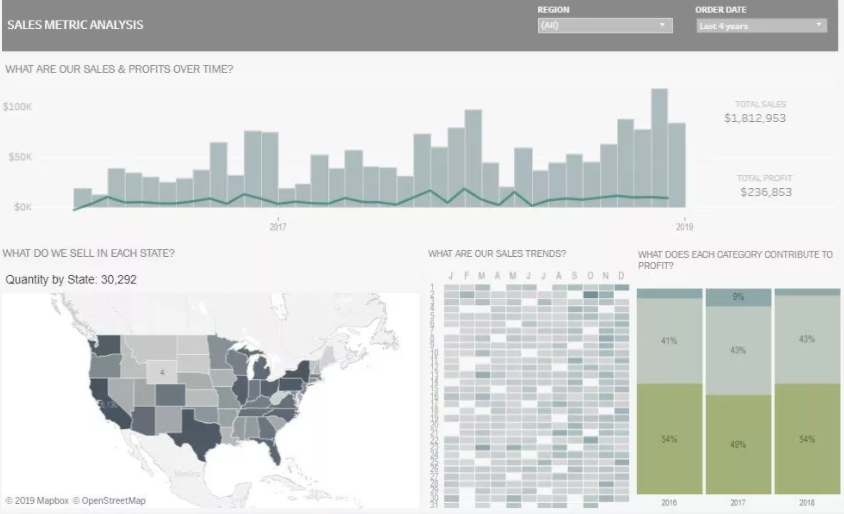 SALES METRIC ANALYSIS
REGION
(All)
ORDER DATE
Last 4 years
WHAT ARE OUR SALES & PROFITS OVER TIME?
$100K
$50K
$0K
2017
2019
TOTAL SALES
$1,812,953
TOTAL PROFIT
$236,853
WHAT DO WE SELL IN EACH STATE?
Quantity by State: 30,292
4
Mexico
© 2019 Mapbox © OpenStreetMap
WHAT ARE OUR SALES TRENDS?
J F M A M J J A S O N D
1
2
3
4
5
6
7
8
9
10
11
12
13
14
15
16
17
18
19
20
21
22
23
24
25
26
27
28
29
30
31
WHAT DOES EACH CATEGORY CONTRIBUTE TO
PROFIT?
9%
41% 43% 43%
54% 49% 54%
2016 2017 2018